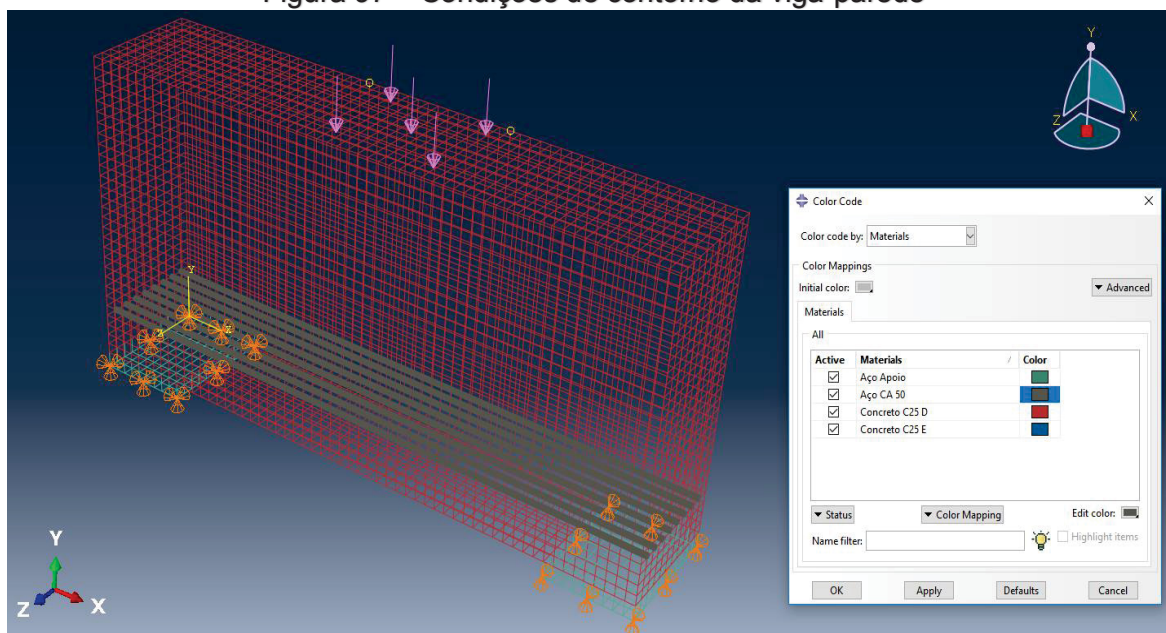 Y
X
Z
Y
X
Z
Y
Z
X
Color Code
Color code by: Materials
Color Mappings
Initial color:
Advanced
Materials
All
Active Materials / Color
Aço Apoio
Aço CA 50
Concreto C25 D
Concreto C25 E
Status
Color Mapping
Edit color:
Name filter:
Highlight items
OK Apply Defaults Cancel